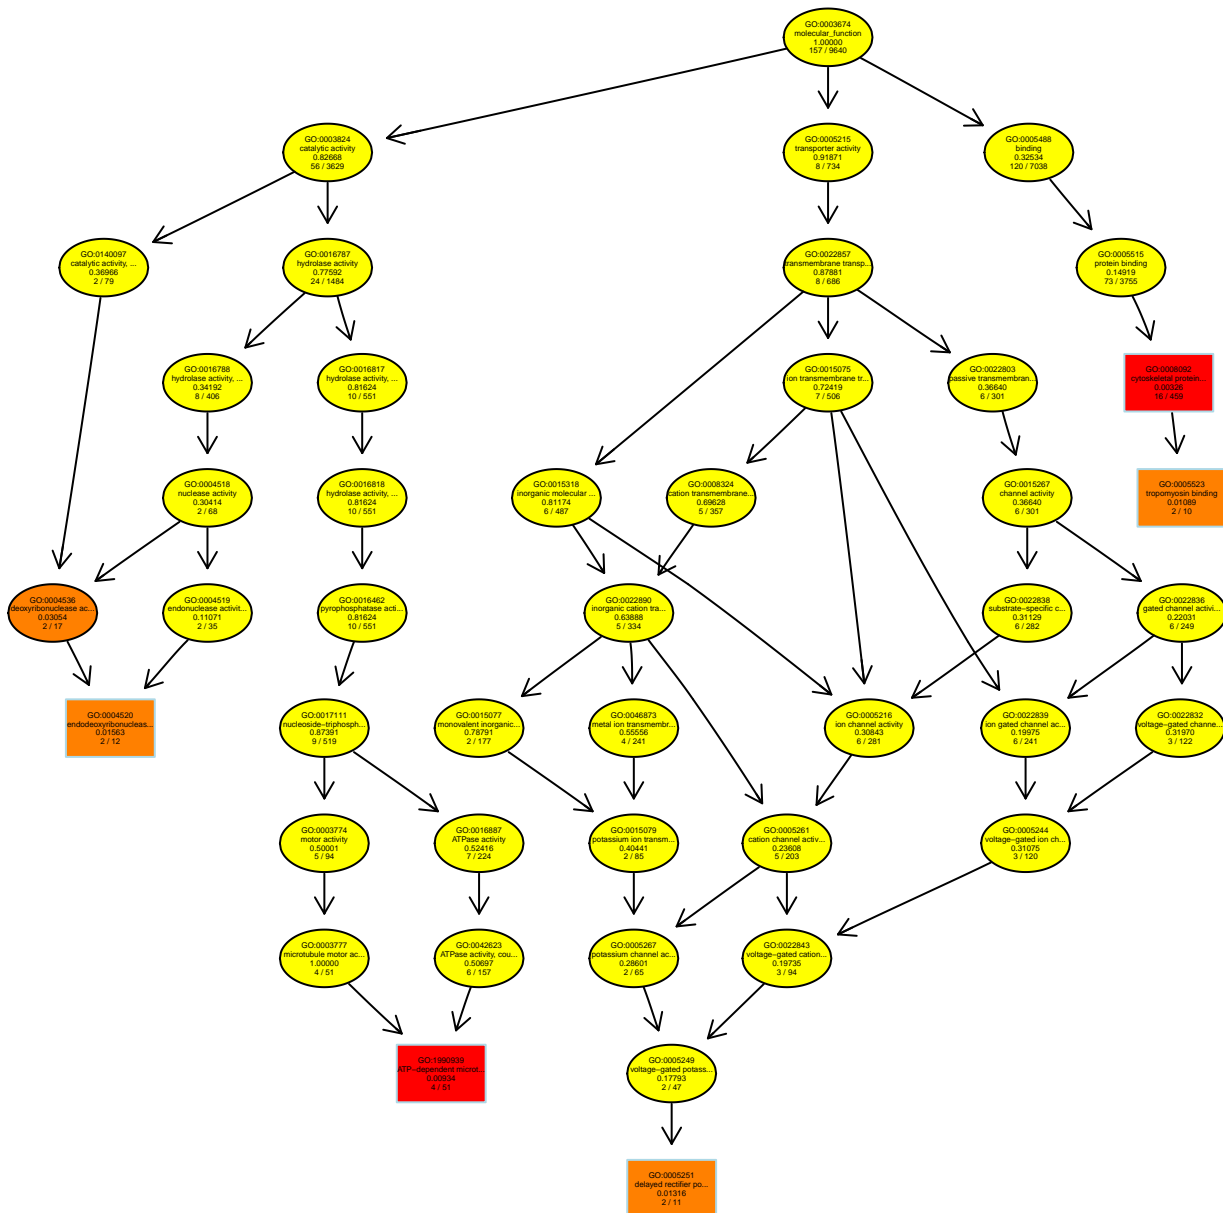 GO:0003674
molecular_function
1.00000
157 / 9640
GO:0003824
catalytic activity
0.82668
56 / 3629
GO:0005215
transporter activity
0.91871
8 / 734
GO:0005488
binding
0.32534
120 / 7038
GO:0140097
catalytic activity, ...
0.36966
2 / 79
GO:0016787
hydrolase activity
0.77592
24 / 1484
GO:0022857
transmembrane transp...
0.87881
8 / 686
GO:0005515
protein binding
0.14919
73 / 3755
GO:0016788
hydrolase activity, ...
0.34192
8 / 406
GO:0016817
hydrolase activity, ...
0.81624
10 / 551
GO:0015075
ion transmembrane tr...
0.72419
7 / 506
GO:0022803
passive transmembran...
0.36640
6 / 301
GO:0008092
cytoskeletal protein...
0.00326
16 / 459
GO:0004518
nuclease activity
0.30414
2 / 68
GO:0016818
hydrolase activity, ...
0.81624
10 / 551
GO:0015318
inorganic molecular ...
0.81174
6 / 487
GO:0008324
cation transmembrane...
0.69628
5 / 357
GO:0015267
channel activity
0.36640
6 / 301
GO:0005523
tropomyosin binding
0.01089
2 / 10
GO:0004536
deoxyribonuclease ac...
0.03054
2 / 17
GO:0004519
endonuclease activit...
0.11071
2 / 35
GO:0016462
pyrophosphatase acti...
0.81624
10 / 551
GO:0022890
inorganic cation tra...
0.63888
5 / 334
GO:0022838
substrate−specific c...
0.31129
6 / 282
GO:0022836
gated channel activi...
0.22031
6 / 249
GO:0004520
endodeoxyribonucleas...
0.01563
2 / 12
GO:0017111
nucleoside−triphosph...
0.87391
9 / 519
GO:0015077
monovalent inorganic...
0.78791
2 / 177
GO:0046873
metal ion transmembr...
0.55556
4 / 241
GO:0005216
ion channel activity
0.30843
6 / 281
GO:0022839
ion gated channel ac...
0.19975
6 / 241
GO:0022832
voltage−gated channe...
0.31970
3 / 122
GO:0003774
motor activity
0.50001
5 / 94
GO:0016887
ATPase activity
0.52416
7 / 224
GO:0015079
potassium ion transm...
0.40441
2 / 85
GO:0005261
cation channel activ...
0.23608
5 / 203
GO:0005244
voltage−gated ion ch...
0.31075
3 / 120
GO:0003777
microtubule motor ac...
1.00000
4 / 51
GO:0042623
ATPase activity, cou...
0.50697
6 / 157
GO:0005267
potassium channel ac...
0.28601
2 / 65
GO:0022843
voltage−gated cation...
0.19735
3 / 94
GO:1990939
ATP−dependent microt...
0.00934
4 / 51
GO:0005249
voltage−gated potass...
0.17793
2 / 47
GO:0005251
delayed rectifier po...
0.01316
2 / 11